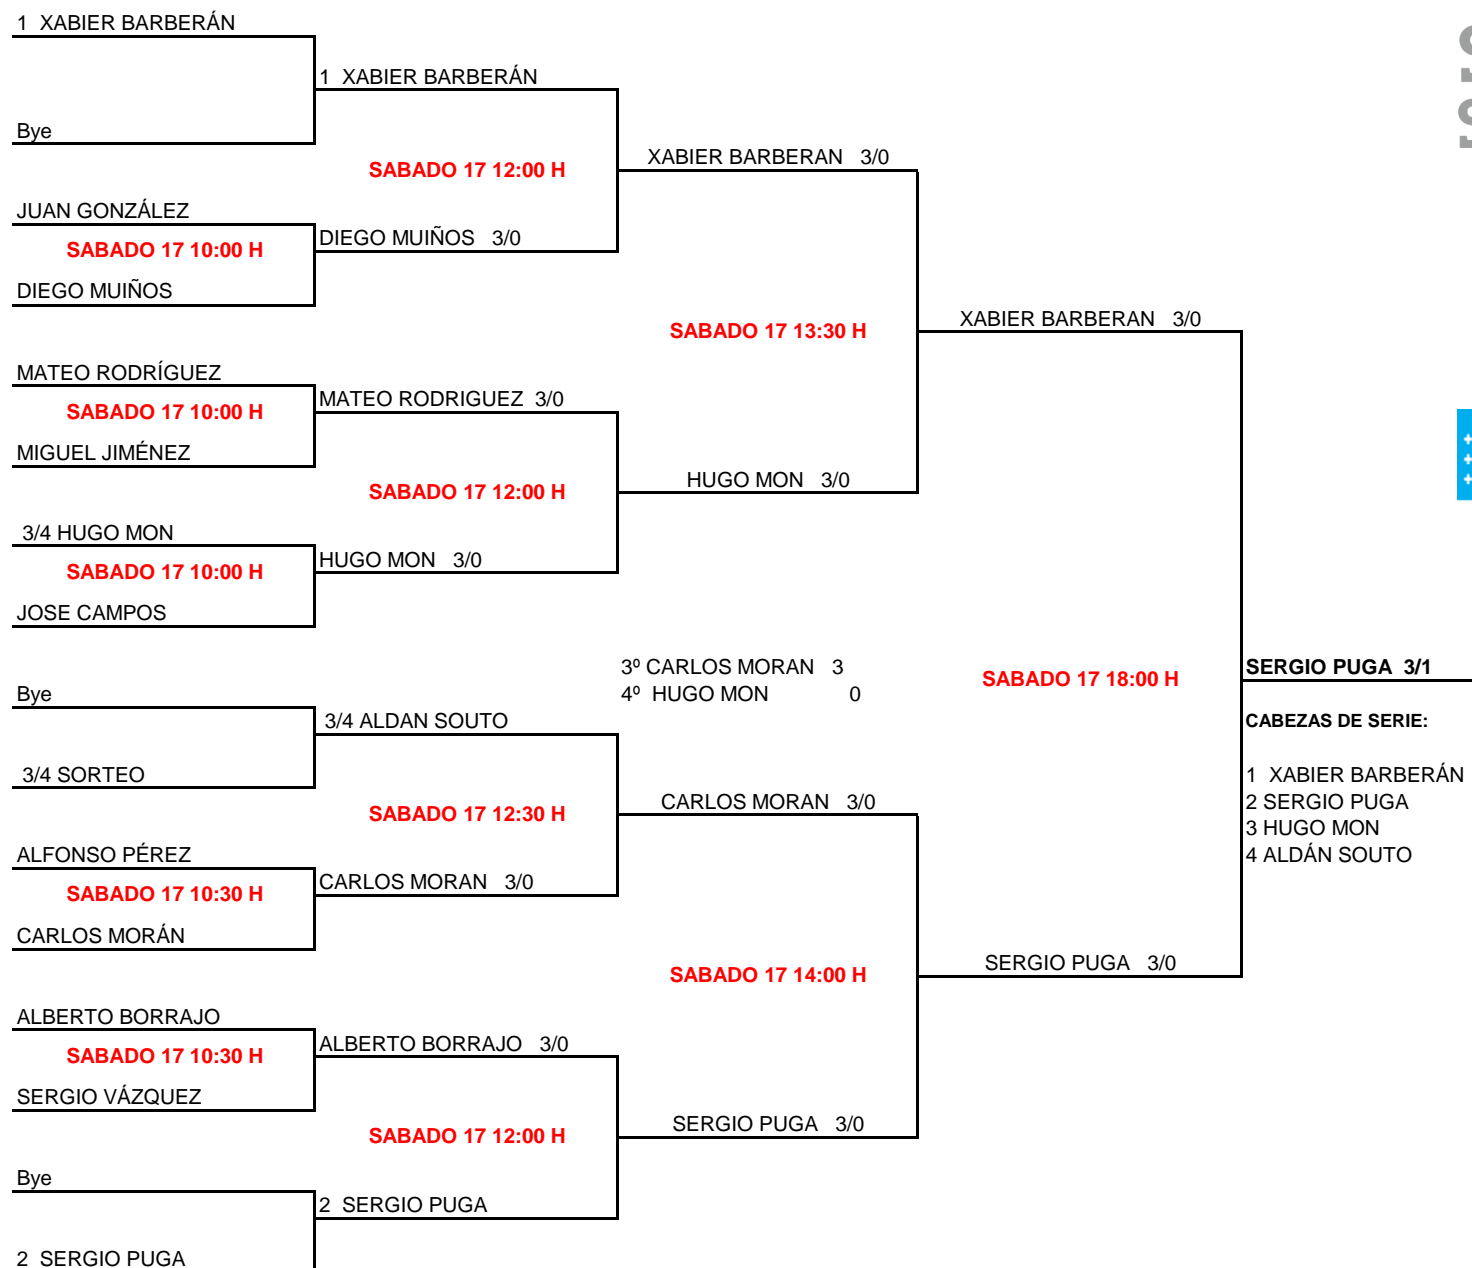 1  XABIER BARBERÁN
1  XABIER BARBERÁN
Bye
XABIER BARBERAN   3/0
SABADO 17 12:00 H
JUAN GONZÁLEZ
DIEGO MUIÑOS   3/0
SABADO 17 10:00 H
DIEGO MUIÑOS
XABIER BARBERAN   3/0
SABADO 17 13:30 H
MATEO RODRÍGUEZ
MATEO RODRIGUEZ  3/0
SABADO 17 10:00 H
MIGUEL JIMÉNEZ
HUGO MON   3/0
SABADO 17 12:00 H
3/4 HUGO MON
HUGO MON   3/0
SABADO 17 10:00 H
JOSE CAMPOS
3º CARLOS MORAN   3
SERGIO PUGA  3/1
SABADO 17 18:00 H
4º  HUGO MON   0
Bye
3/4 ALDAN SOUTO
CABEZAS DE SERIE:
3/4 SORTEO
1  XABIER BARBERÁN
CARLOS MORAN   3/0
2 SERGIO PUGA
SABADO 17 12:30 H
3 HUGO MON
ALFONSO PÉREZ
4 ALDÁN SOUTO
CARLOS MORAN   3/0
SABADO 17 10:30 H
CARLOS MORÁN
SERGIO PUGA   3/0
SABADO 17 14:00 H
ALBERTO BORRAJO
ALBERTO BORRAJO   3/0
SABADO 17 10:30 H
SERGIO VÁZQUEZ
SERGIO PUGA   3/0
SABADO 17 12:00 H
Bye
2  SERGIO PUGA
2  SERGIO PUGA